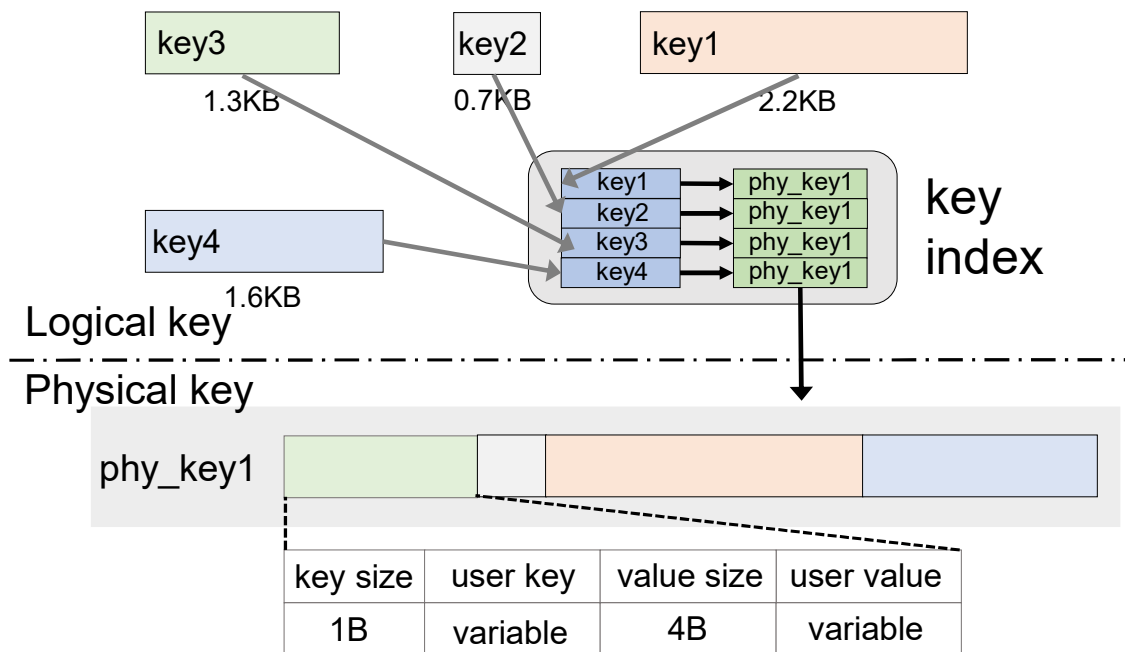 key3
key2
key1
1.3KB
0.7KB
2.2KB
key1
phy_key1
key2
phy_key1
key3
phy_key1
key4
phy_key1
key
index
key4
1.6KB
Logical key
Physical key
phy_key1
key size
user key
value size
user value
1B
variable
4B
variable